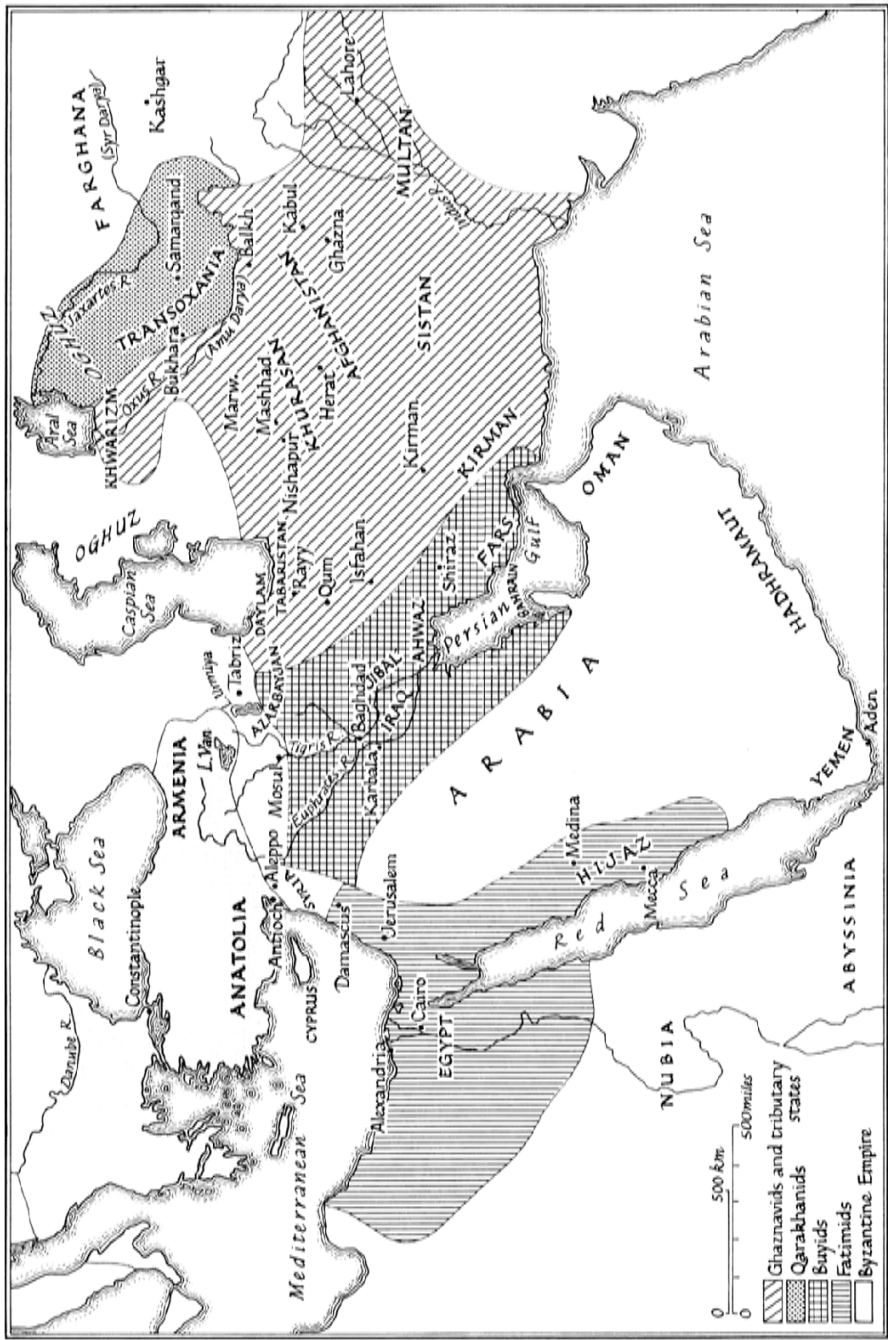 Danube R.
Black Sea
Constantinople
ANATOLIA
ARMENIA
L. Van
Urmiya
Tabriz
AZARBAYJAN
Caspian
Sea
OGHUZ
Aral
Sea
KHWARIZM
OGHUZ
Jaxartes R.
(Syr Darya)
FARGHANA
Kashgar
TRANSOXANIA
Samarqand
Bukhara
Oxus R.
(Amu Darya)
Balkh
Marw
Mashhad
Nishapur
KHURASAN
Herat
AFGHANISTAN
Kabul
Ghazna
Lahore
MULTAN
Indus R.
SISTAN
Kirman
KIRMAN
DAYLAM
TABARISTAN
Rayy
Qum
Isfahan
Shiraz
FARS
AHWAZ
JIBAL
Baghdad
IRAQ
Karbala
Tigris R.
Euphrates R.
Mosul
Aleppo
Antioch
SYRIA
CYPRUS
Damascus
Jerusalem
Mediterranean Sea
Alexandria
Cairo
EGYPT
Persian Gulf
BAHRAIN
OMAN
Arabian Sea
ARABIA
HADHRAMAUT
Medina
HIJAZ
Mecca
Red Sea
YEMEN
Aden
NUBIA
ABYSSINIA
0 500 km
0 500 miles
Ghaznavids and tributary
states
Qarakhanids
Buyids
Fatimids
Byzantine Empire